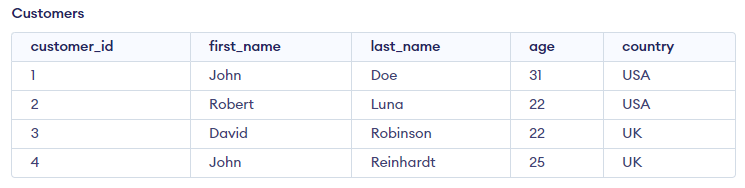 Customers
customer_id first_name last_name age country
1 John Doe 31 USA
2 Robert Luna 22 USA
3 David Robinson 22 UK
4 John Reinhardt 25 UK